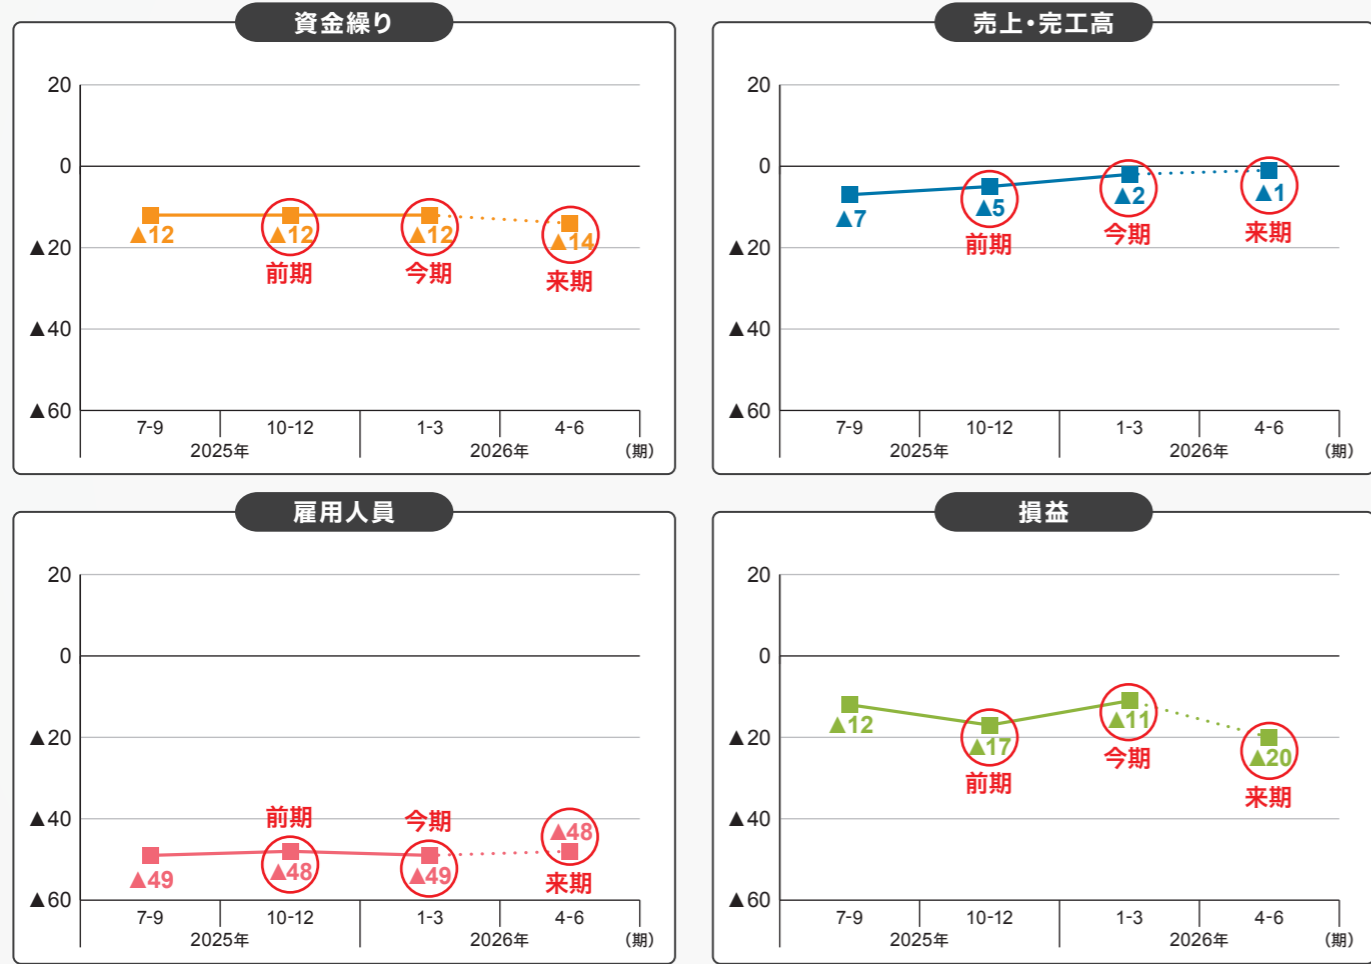 資金繰り
20
0
▲20
▲40
▲60
▲12
▲12
▲12
▲14
前期
今期
来期
7-9
10-12
1-3
4-6
2025年
2026年
(期)
売上・完工高
20
0
▲20
▲40
▲60
▲7
▲5
▲2
▲1
前期
今期
来期
7-9
10-12
1-3
4-6
2025年
2026年
(期)
雇用人員
20
0
▲20
▲40
▲60
前期
今期
▲49
▲48
▲49
▲48
来期
7-9
10-12
1-3
4-6
2025年
2026年
(期)
損益
20
0
▲20
▲40
▲60
▲12
▲17
▲11
▲20
前期
今期
来期
7-9
10-12
1-3
4-6
2025年
2026年
(期)